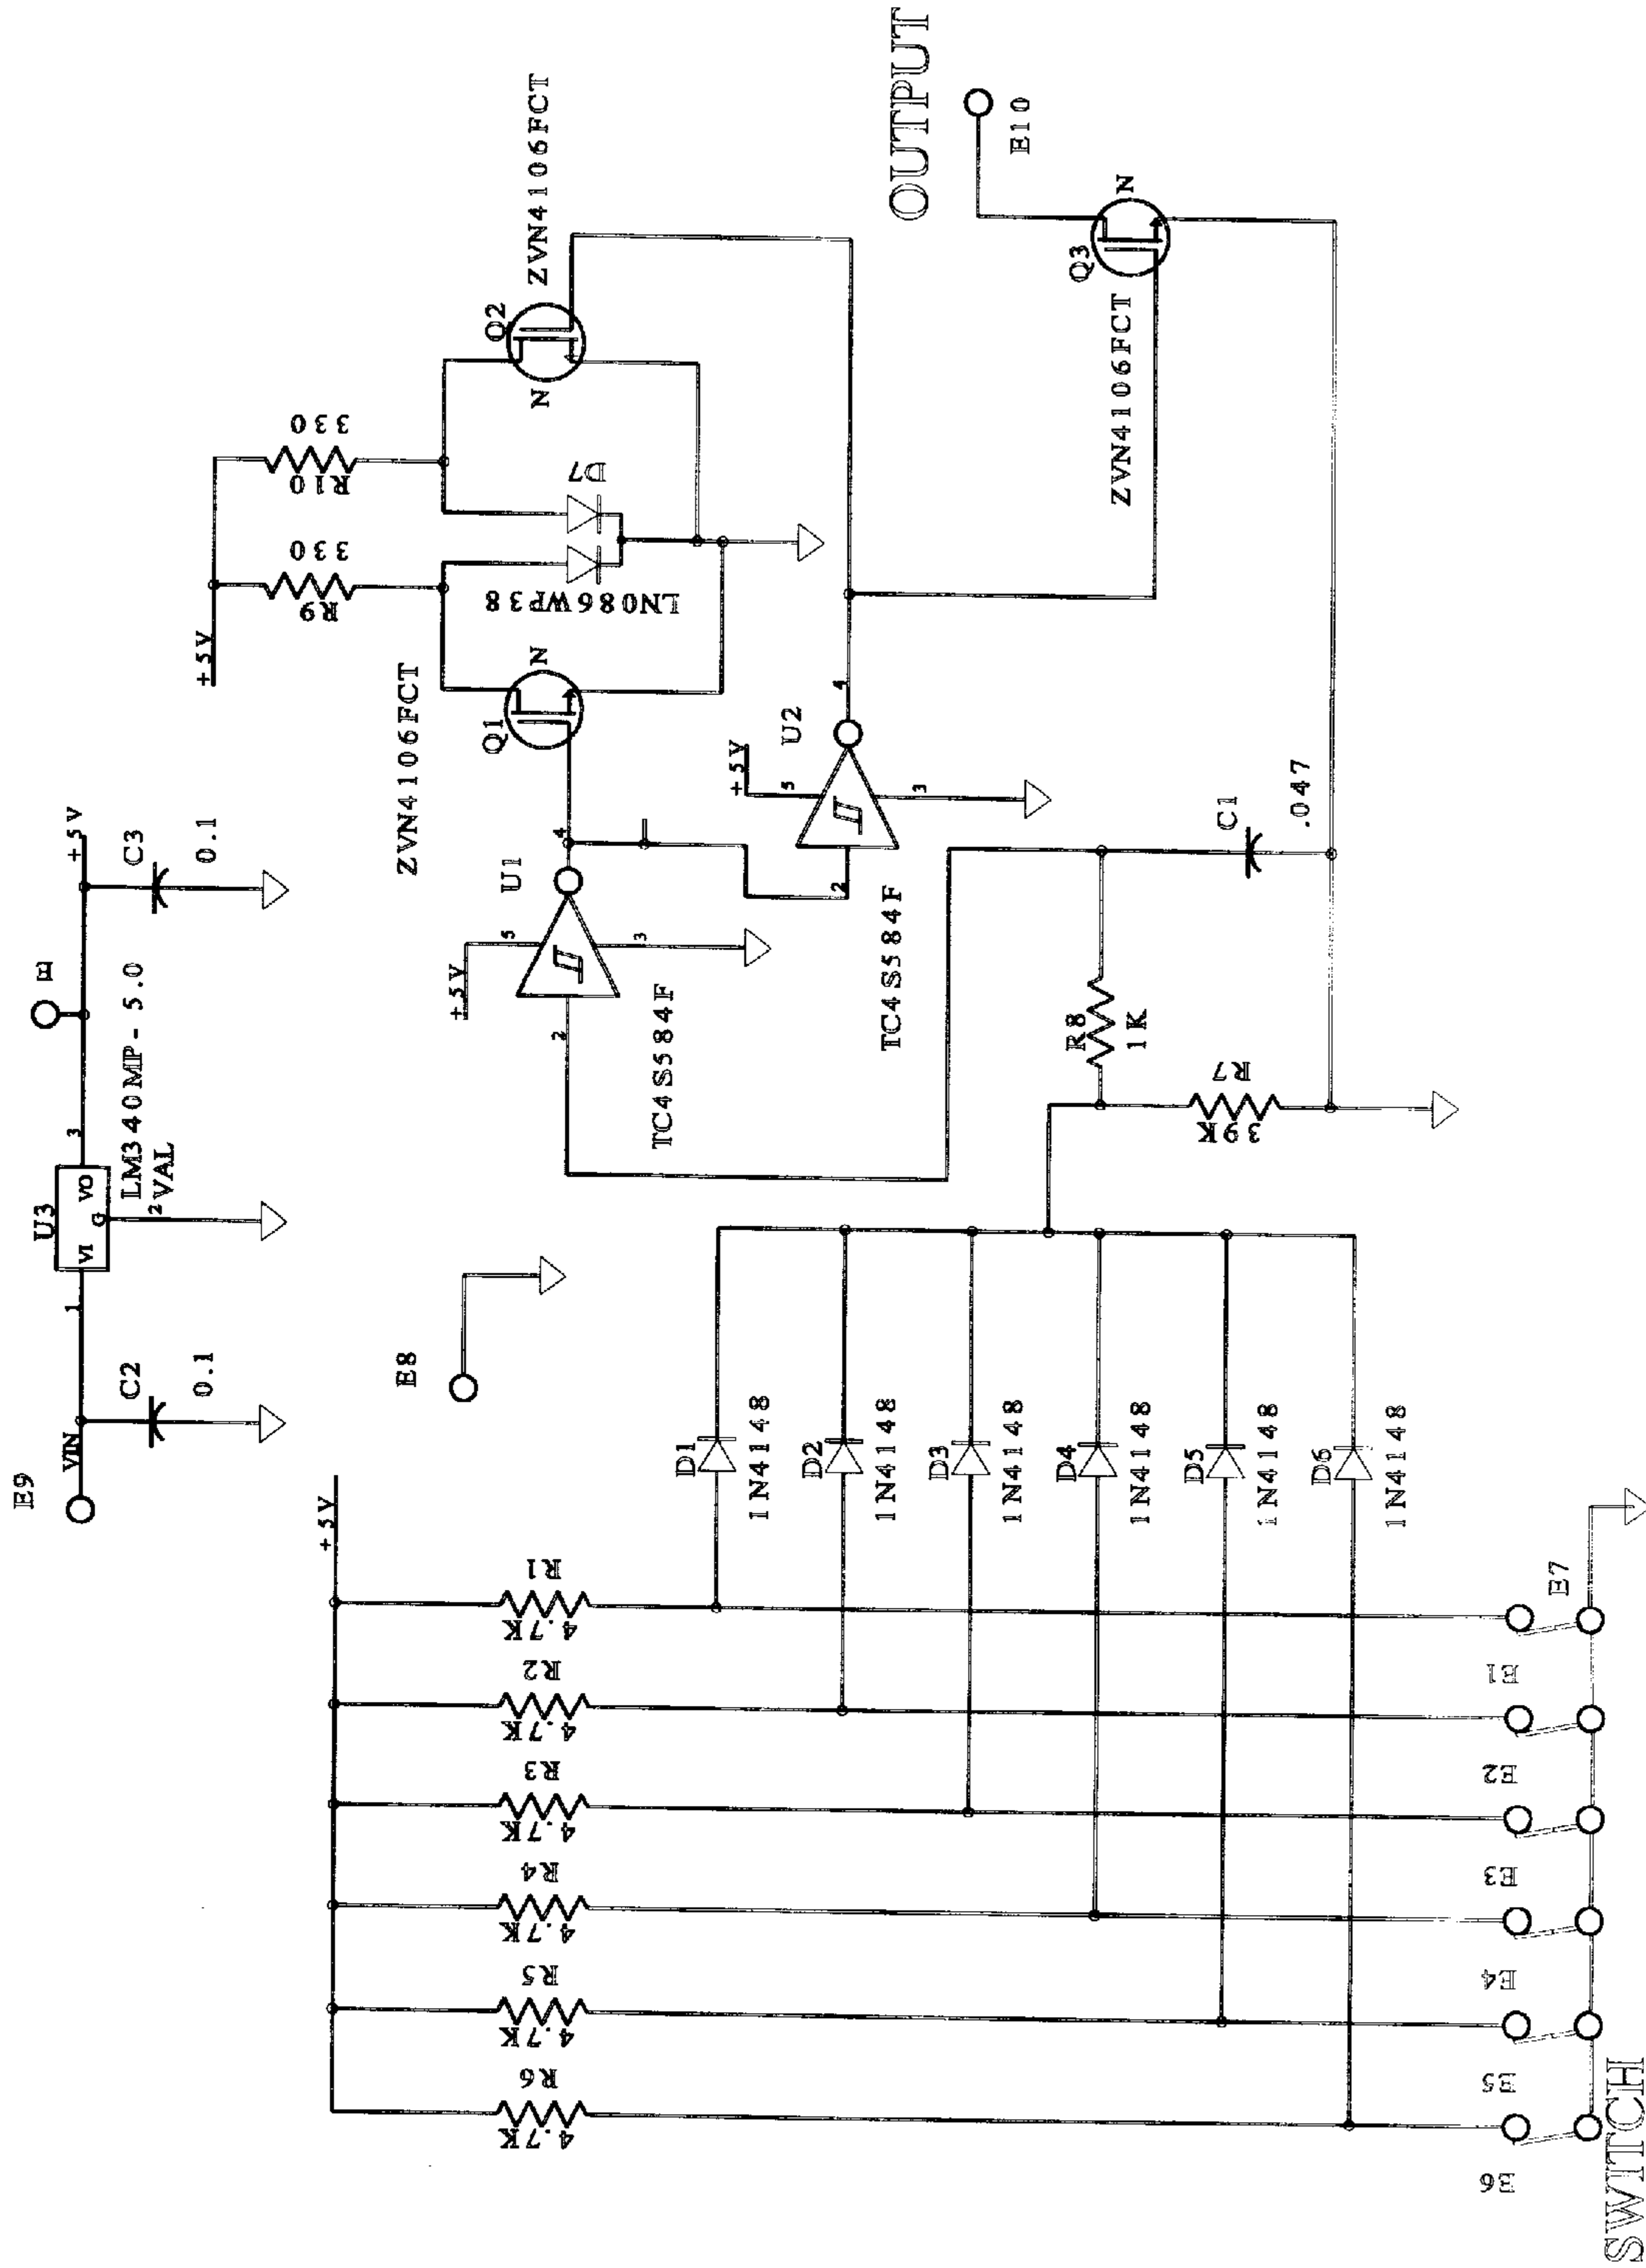 E9
VIN
C2
0.1
1
U3
VI
VO
G
3
2
LM340MP-5.0
VAL
E
+5V
C3
0.1
E8
+5V
R1
4.7K
R2
4.7K
R3
4.7K
R4
4.7K
R5
4.7K
R6
4.7K
D1
1N4148
D2
1N4148
D3
1N4148
D4
1N4148
D5
1N4148
D6
1N4148
E1
E2
E3
E4
E5
E6
E7
SWITCH
+5V
R9
330
R10
330
D7
LN086WP38
ZVN4106FCT
Q1
N
Q2
N
ZVN4106FCT
+5V
5
U1
4
2
3
TC4S584F
+5V
5
U2
4
2
3
TC4S584F
R8
1K
R7
39K
C1
.047
Q3
N
ZVN4106FCT
E10
OUTPUT